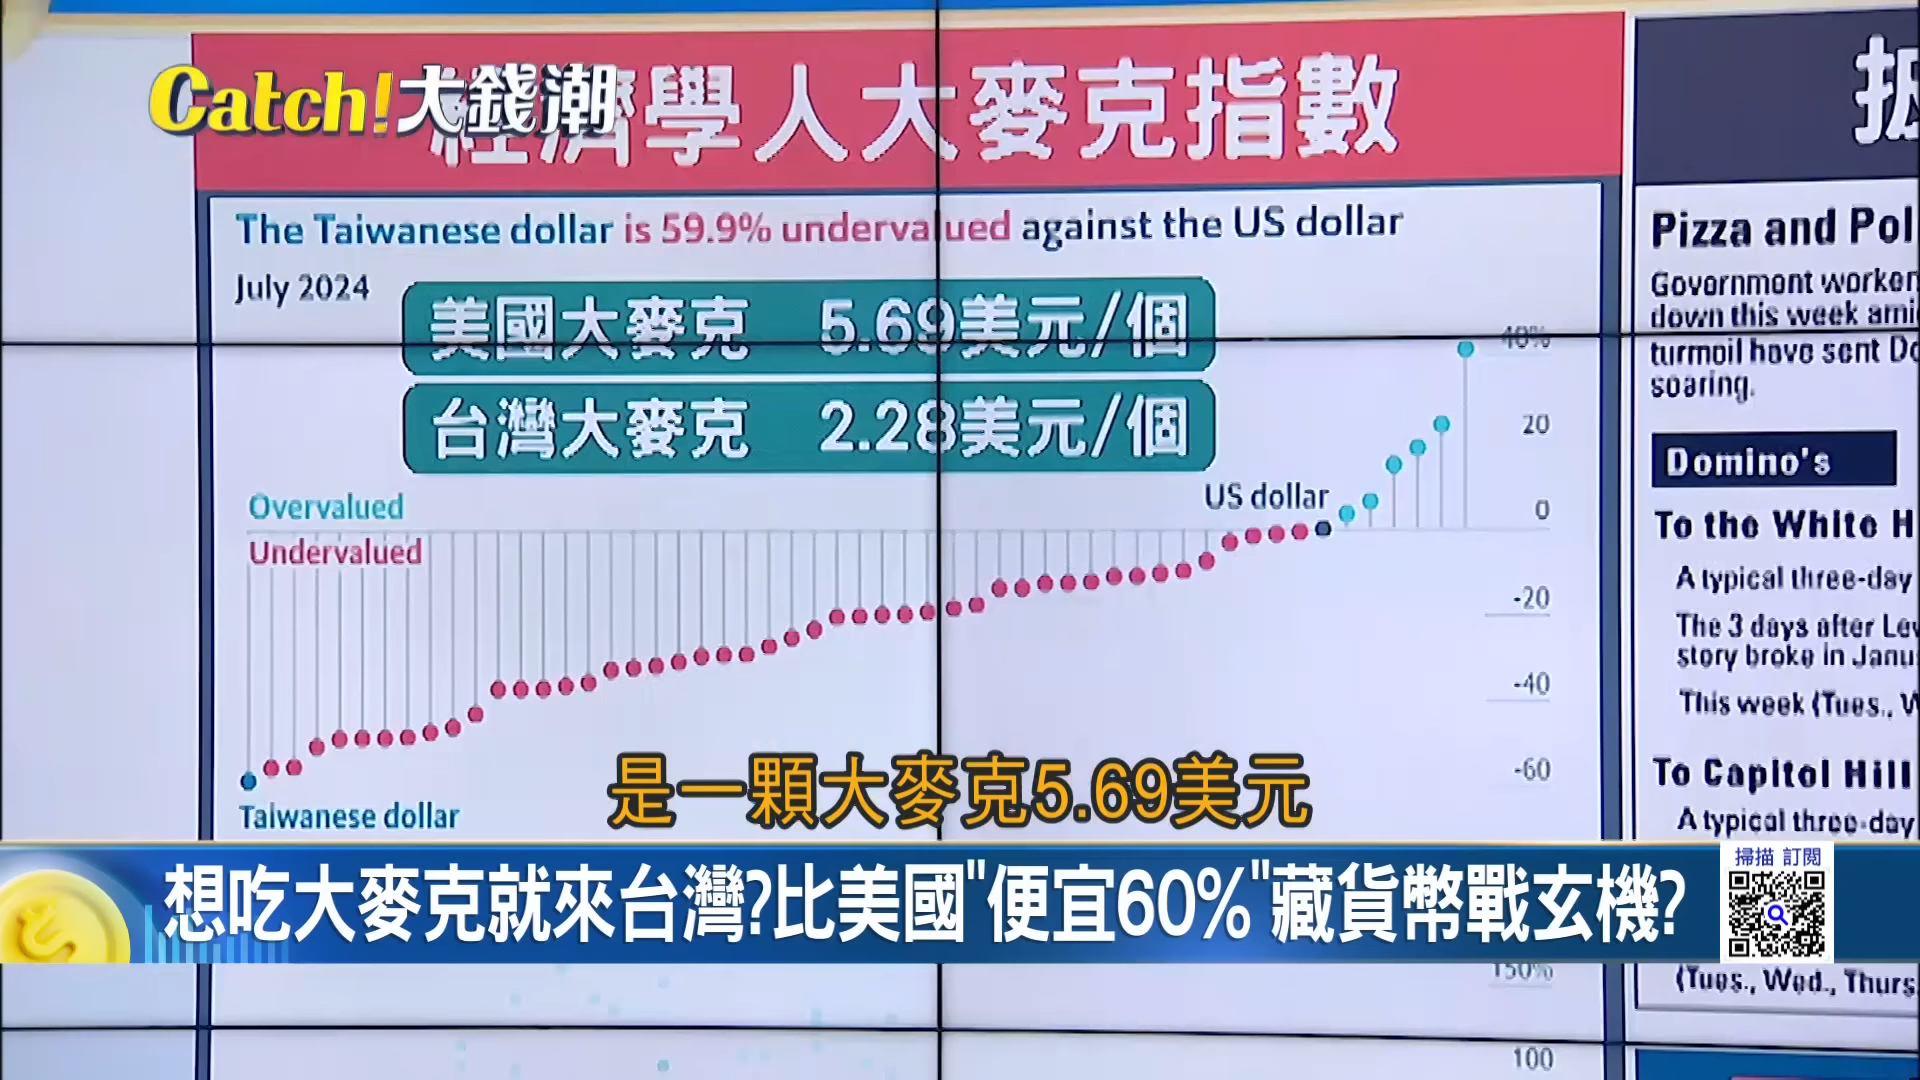 Catch!大錢潮
經濟學人大麥克指數
The Taiwanese dollar is 59.9% undervalued against the US dollar
July 2024
美國大麥克 5.69美元/個
台灣大麥克 2.28美元/個
40%
20
US dollar
0
Overvalued
Undervalued
-20
-40
-60
Taiwanese dollar
Pizza and Pol
Government worker
down this week ami
turmoil have sent Do
soaring.
Domino's
To the White H
A typical three-day
The 3 days after Lew
story broke in Janu
This week (Tues., W
To Capitol Hill
A typical three-day
是一顆大麥克5.69美元
想吃大麥克就來台灣?比美國"便宜60%"藏貨幣戰玄機?
掃描 訂閱
150%
(Tues., Wed., Thurs.
100